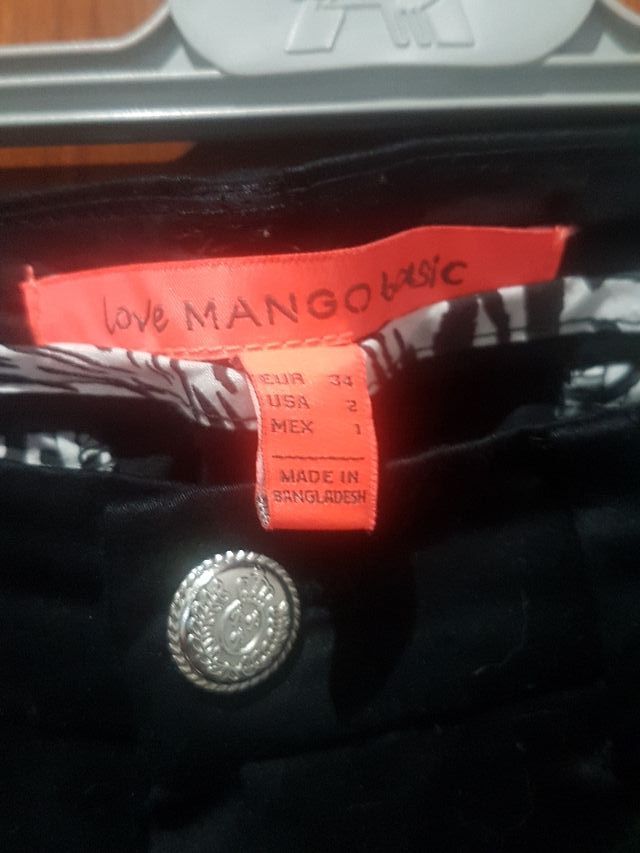 love MANGO basic
EUR 34
USA 2
MEX 1
MADE IN
BANGLADESH